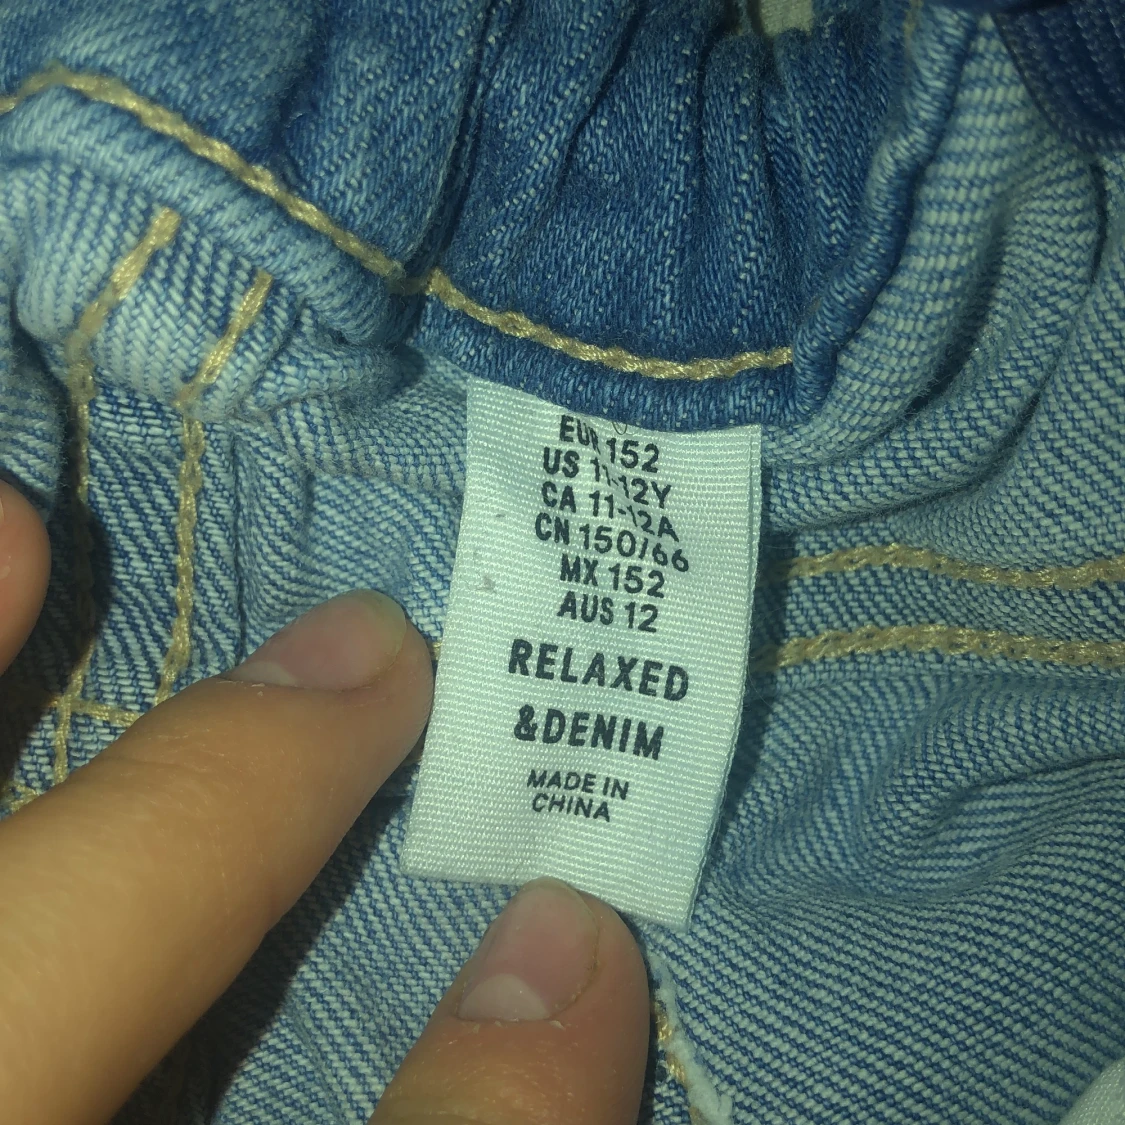 EUR 152
US 11-12Y
CA 11-12A
CN 150/66
MX 152
AUS 12
RELAXED
&DENIM
MADE IN
CHINA